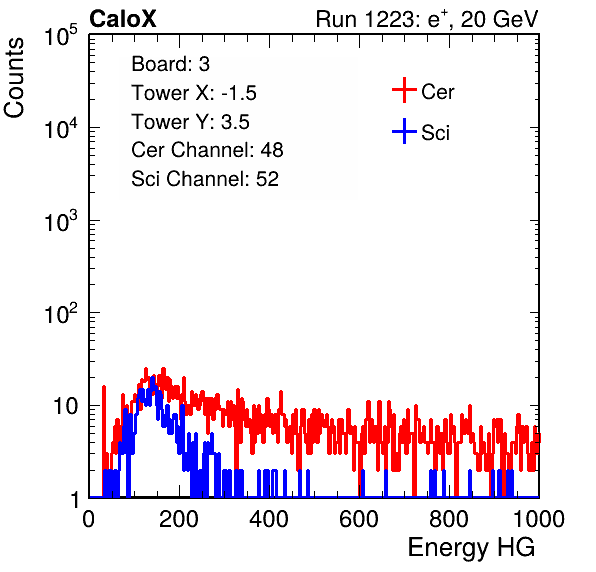 CaloX Run 1223: e⁺, 20 GeV
Counts
10⁵
10⁴
10³
10²
10
1
Board: 3
Tower X: -1.5
Tower Y: 3.5
Cer Channel: 48
Sci Channel: 52
Cer
Sci
0 200 400 600 800 1000
Energy HG